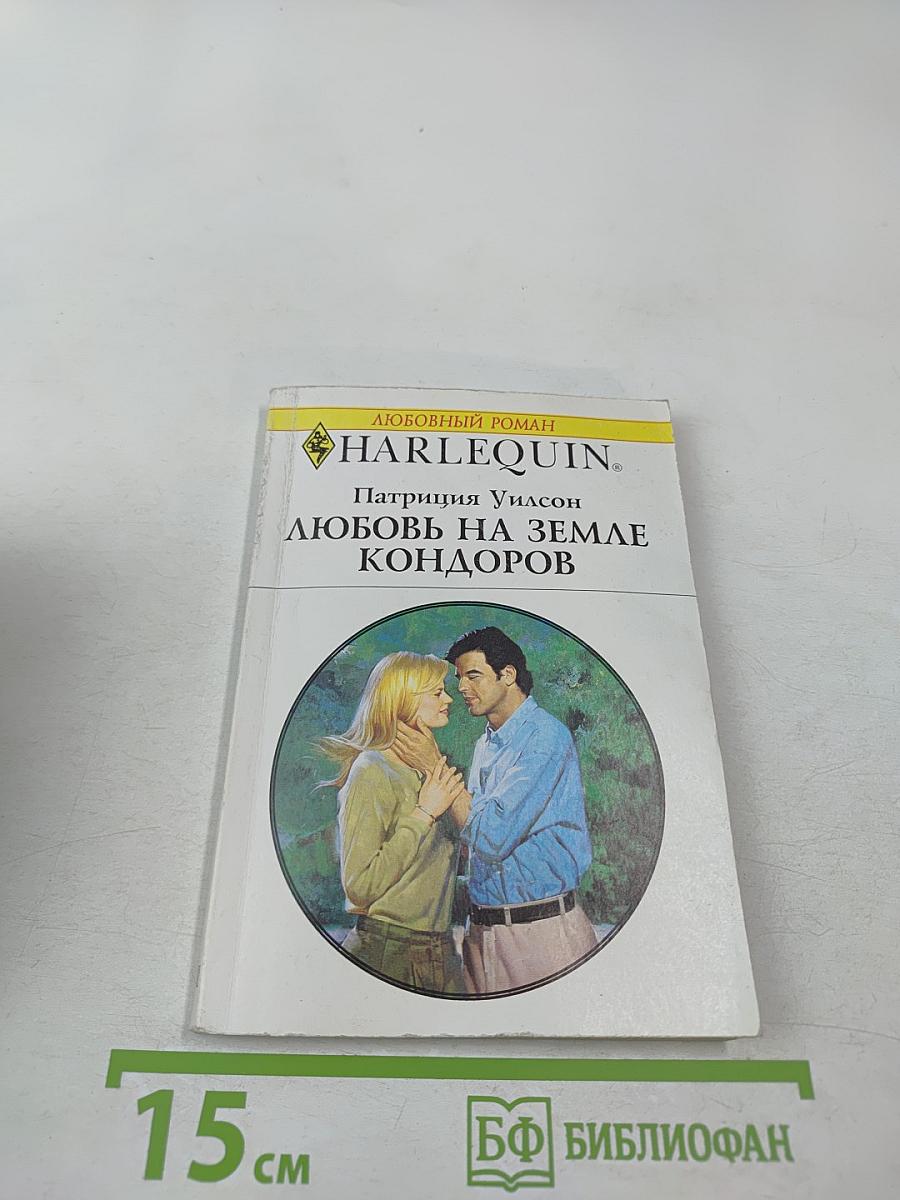 ЛЮБОВНЫЙ РОМАН
HARLEQUIN®
Патриция Уилсон
ЛЮБОВЬ НА ЗЕМЛЕ
КОНДОРОВ
15 см
БФ БИБЛИОФАН